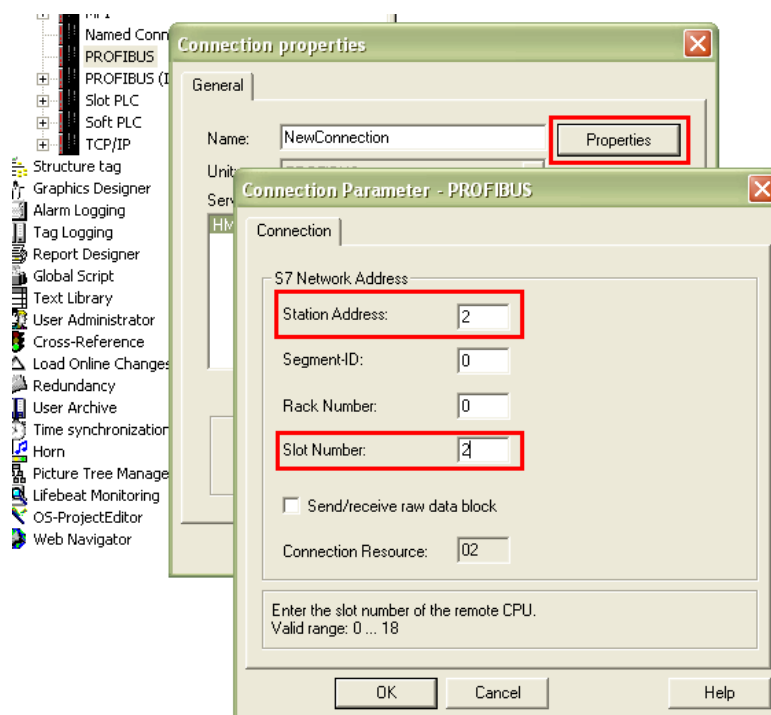 MPI
Named Conn
PROFIBUS
PROFIBUS (I
Slot PLC
Soft PLC
TCP/IP
Structure tag
Graphics Designer
Alarm Logging
Tag Logging
Report Designer
Global Script
Text Library
User Administrator
Cross-Reference
Load Online Changes
Redundancy
User Archive
Time synchronization
Horn
Picture Tree Manage
Lifebeat Monitoring
OS-ProjectEditor
Web Navigator
Connection properties
General
Name: NewConnection Properties
Unit:
Serv
HM
Connection Parameter - PROFIBUS
Connection
S7 Network Address
Station Address: 2
Segment-ID: 0
Rack Number: 0
Slot Number: 2
Send/receive raw data block
Connection Resource: 02
Enter the slot number of the remote CPU.
Valid range: 0 ... 18
OK Cancel Help